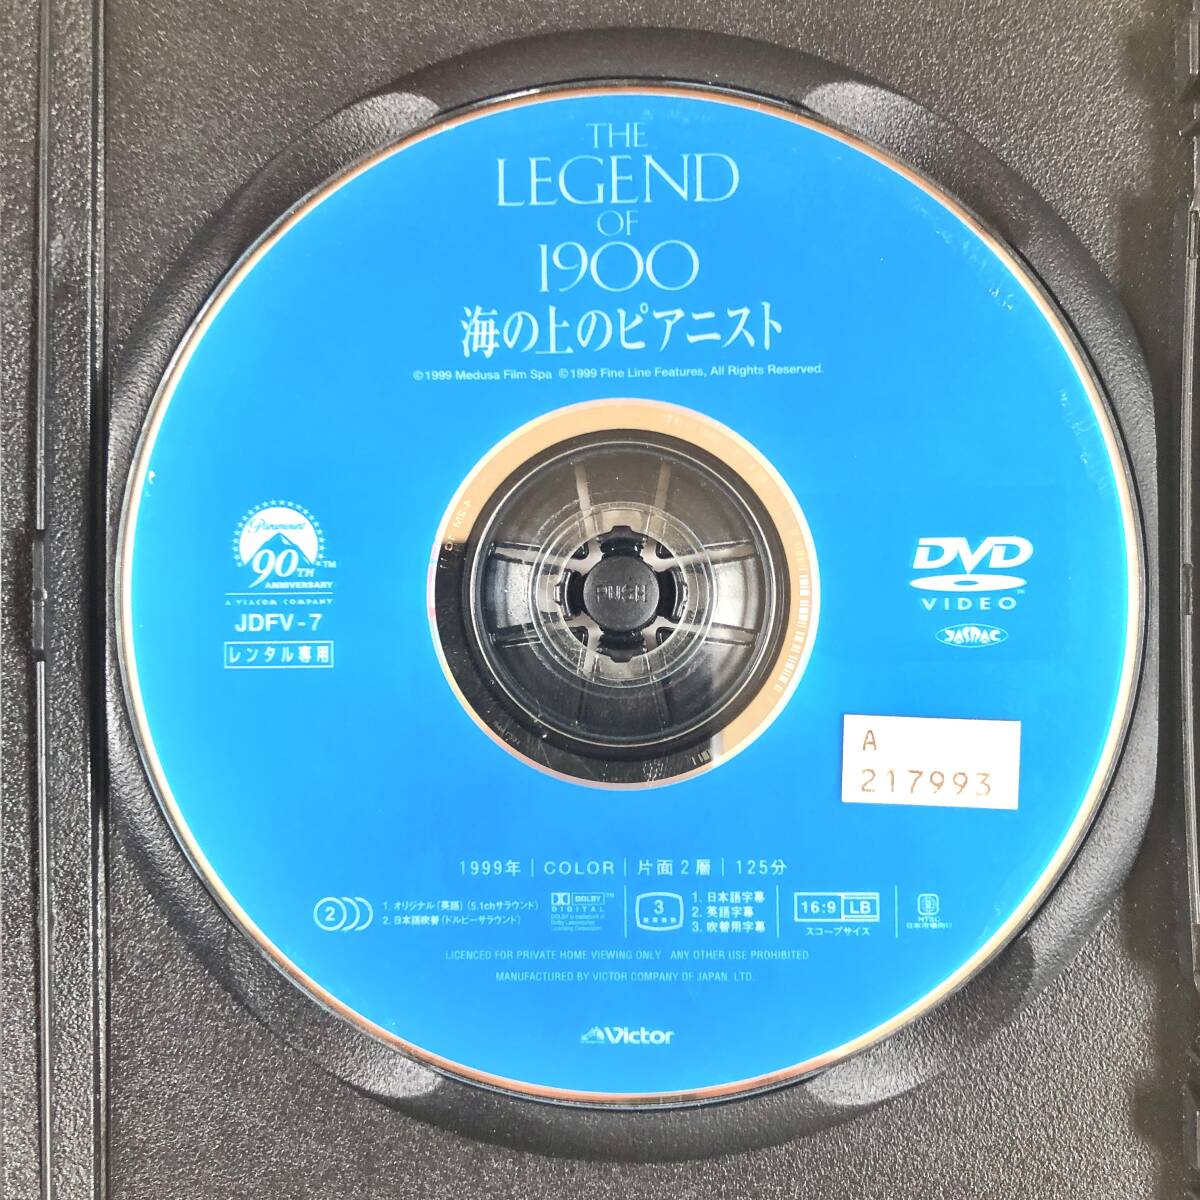 THE
LEGEND
OF
1900
海の上のピアニスト
©1999 Medusa Film Spa ©1999 Fine Line Features, All Rights Reserved.
Paramount
90TH
ANNIVERSARY
TM
A VIACOM COMPANY
JDFV-7
レンタル専用
PUSH
DVD
VIDEO
JASRAC
A
217993
1999年 | COLOR | 片面2層 | 125分
2
1. オリジナル(英語)(5.1chサラウンド)
2. 日本語吹替(ドルビーサラウンド)
DOLBY
DIGITAL
3
1. 日本語字幕
2. 英語字幕
3. 吹替用字幕
16:9 LB
スコープサイズ
2
NTSC
日本市場向け
LICENCED FOR PRIVATE HOME VIEWING ONLY. ANY OTHER USE PROHIBITED
MANUFACTURED BY VICTOR COMPANY OF JAPAN, LTD.
Victor